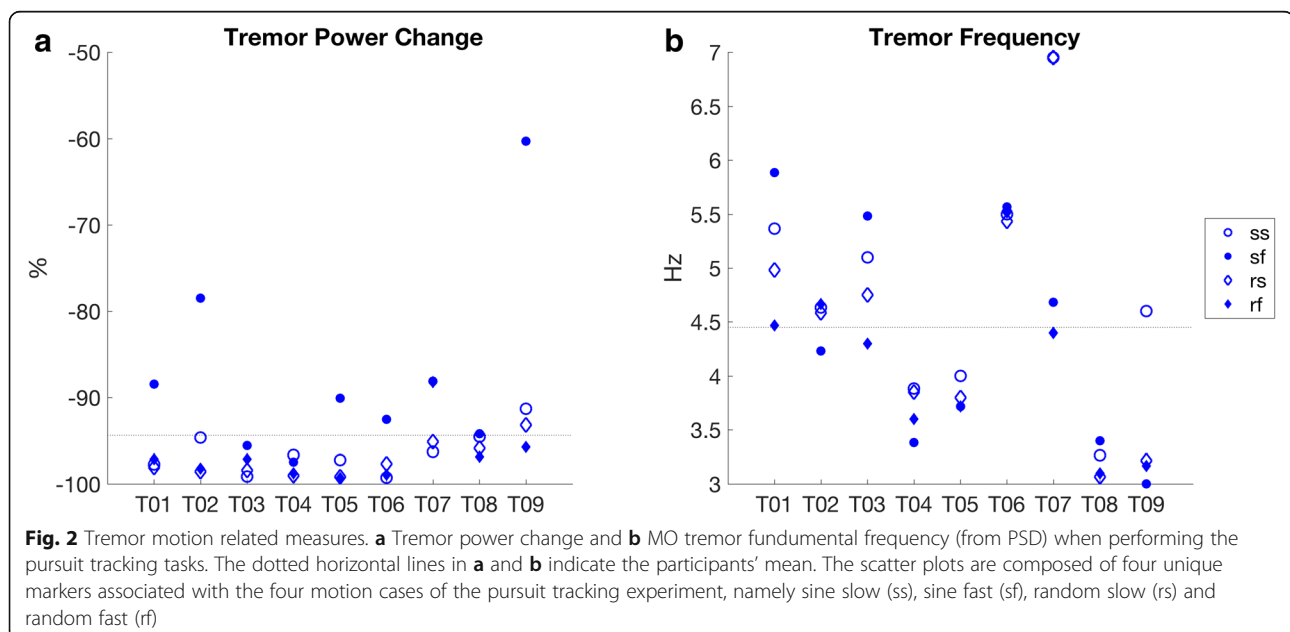 a Tremor Power Change
-50
-60
-70
-80
-90
-100
%
T01 T02 T03 T04 T05 T06 T07 T08 T09
b Tremor Frequency
7
6.5
6
5.5
5
4.5
4
3.5
3
Hz
T01 T02 T03 T04 T05 T06 T07 T08 T09
ss
sf
rs
rf
Fig. 2 Tremor motion related measures. a Tremor power change and b MO tremor fundumental frequency (from PSD) when performing the
pursuit tracking tasks. The dotted horizontal lines in a and b indicate the participants' mean. The scatter plots are composed of four unique
markers associated with the four motion cases of the pursuit tracking experiment, namely sine slow (ss), sine fast (sf), random slow (rs) and
random fast (rf)